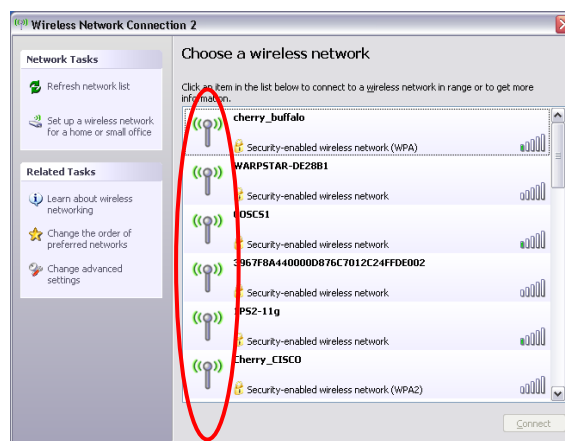 Wireless Network Connection 2
Network Tasks
Refresh network list
Set up a wireless network
for a home or small office
Related Tasks
Learn about wireless
networking
Change the order of
preferred networks
Change advanced
settings
Choose a wireless network
Click an item in the list below to connect to a wireless network in range or to get more
information.
cherry_buffalo
Security-enabled wireless network (WPA)
WARPSTAR-DE28B1
Security-enabled wireless network
Security-enabled wireless network
3967F8A440000D876C7012C24FFDE002
Security-enabled wireless network
Security-enabled wireless network
Cherry_CISCO
Security-enabled wireless network (WPA2)
Connect